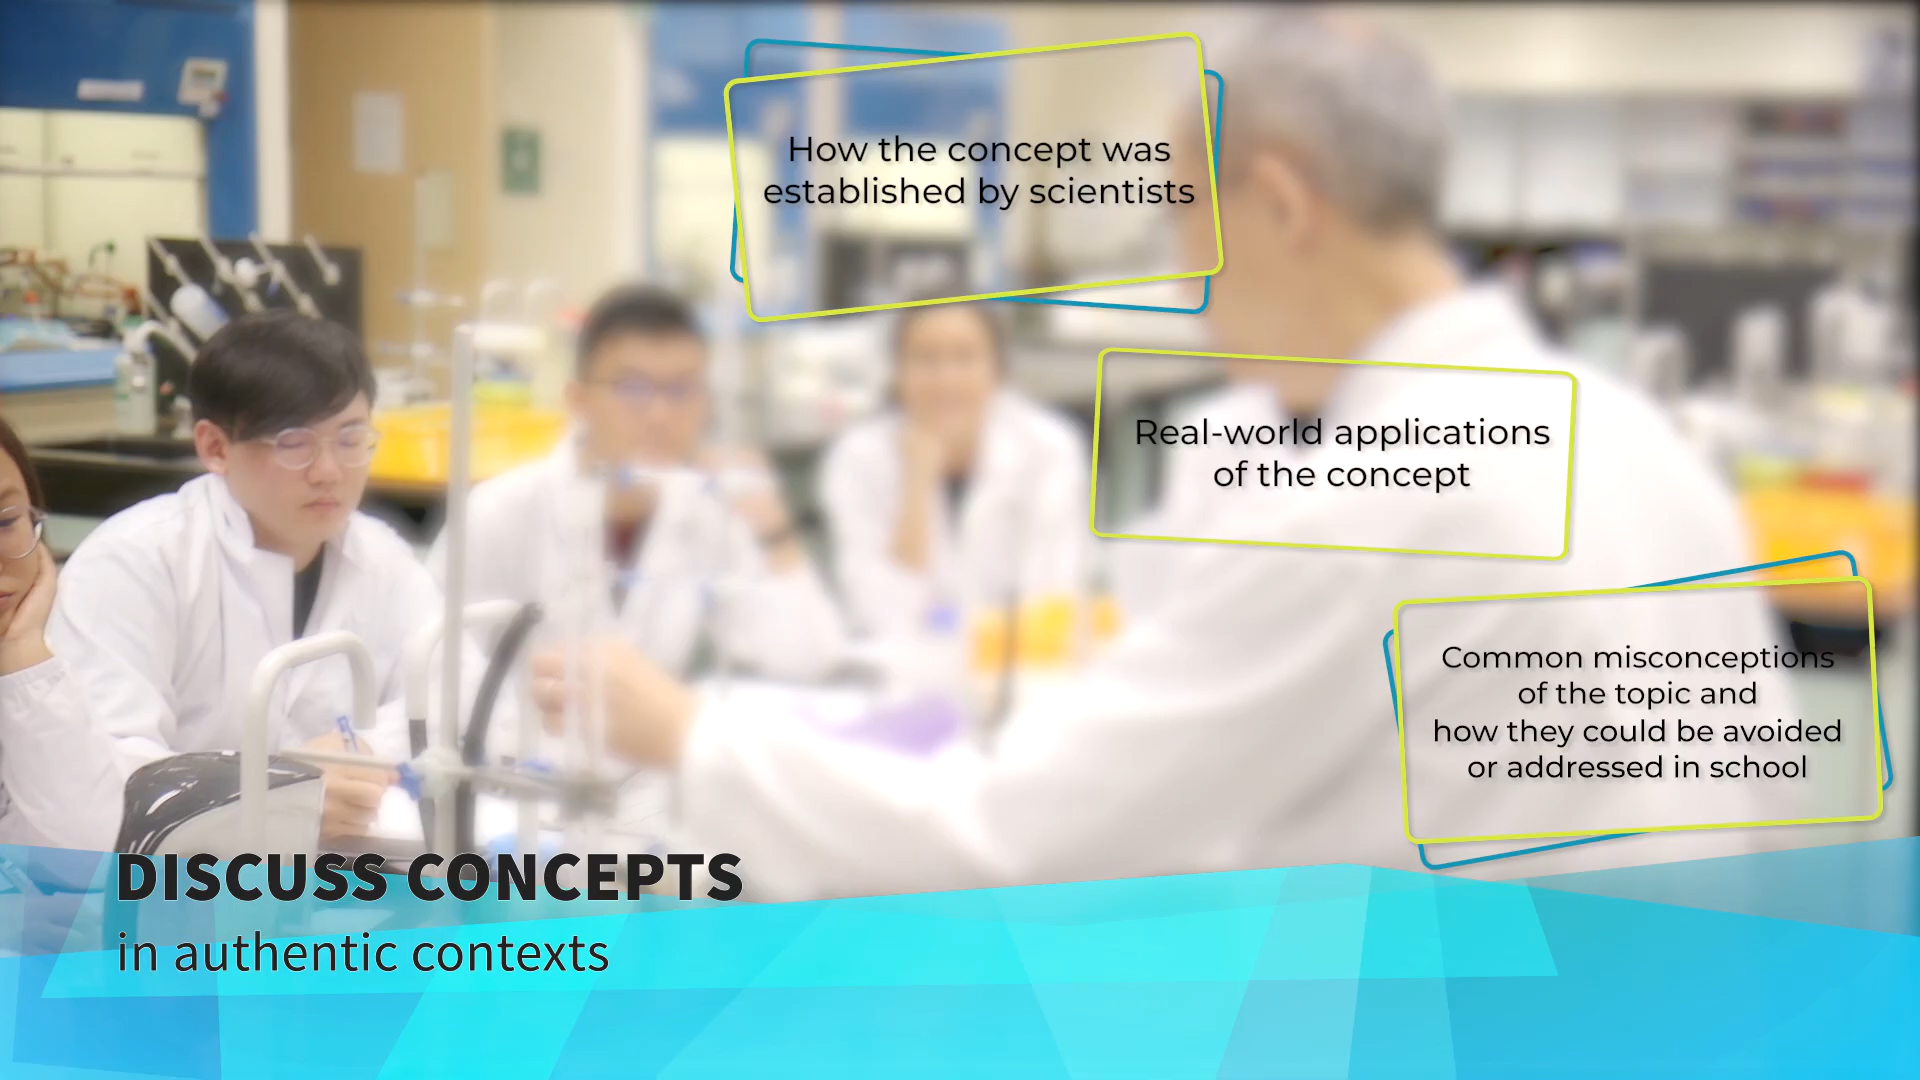 How the concept was
established by scientists
Real-world applications
of the concept
Common misconceptions
of the topic and
how they could be avoided
or addressed in school
DISCUSS CONCEPTS
in authentic contexts